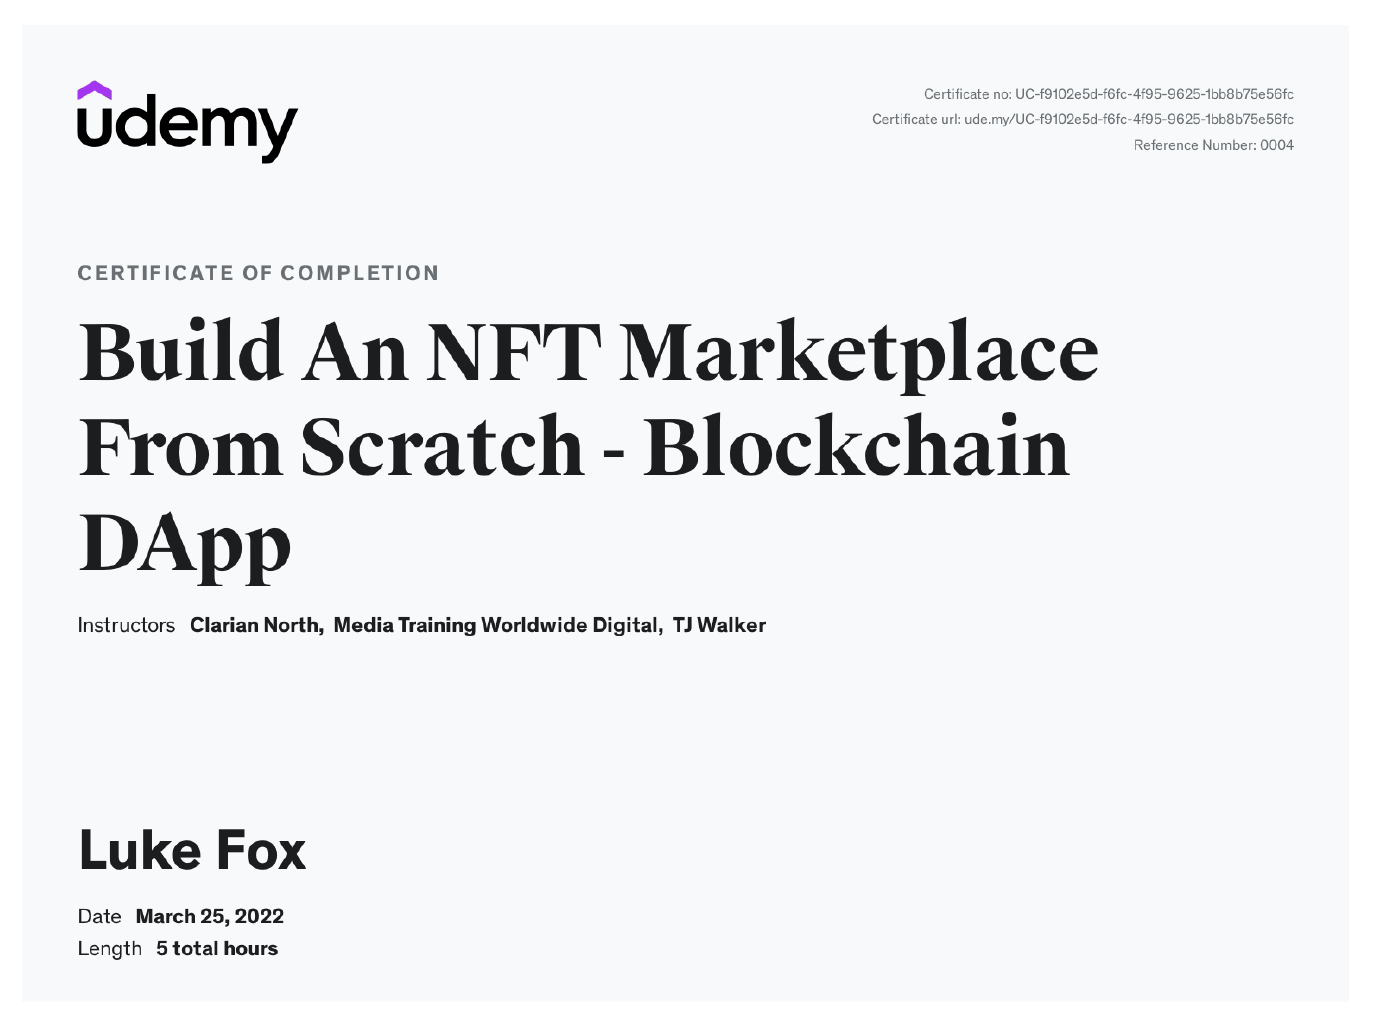 udemy
Certificate no: UC-f9102e5d-f6fc-4f95-9625-1bb8b75e56fc
Certificate url: ude.my/UC-f9102e5d-f6fc-4f95-9625-1bb8b75e56fc
Reference Number: 0004
CERTIFICATE OF COMPLETION
Build An NFT Marketplace
From Scratch - Blockchain
DApp
Instructors Clarian North, Media Training Worldwide Digital, TJ Walker
Luke Fox
Date March 25, 2022
Length 5 total hours